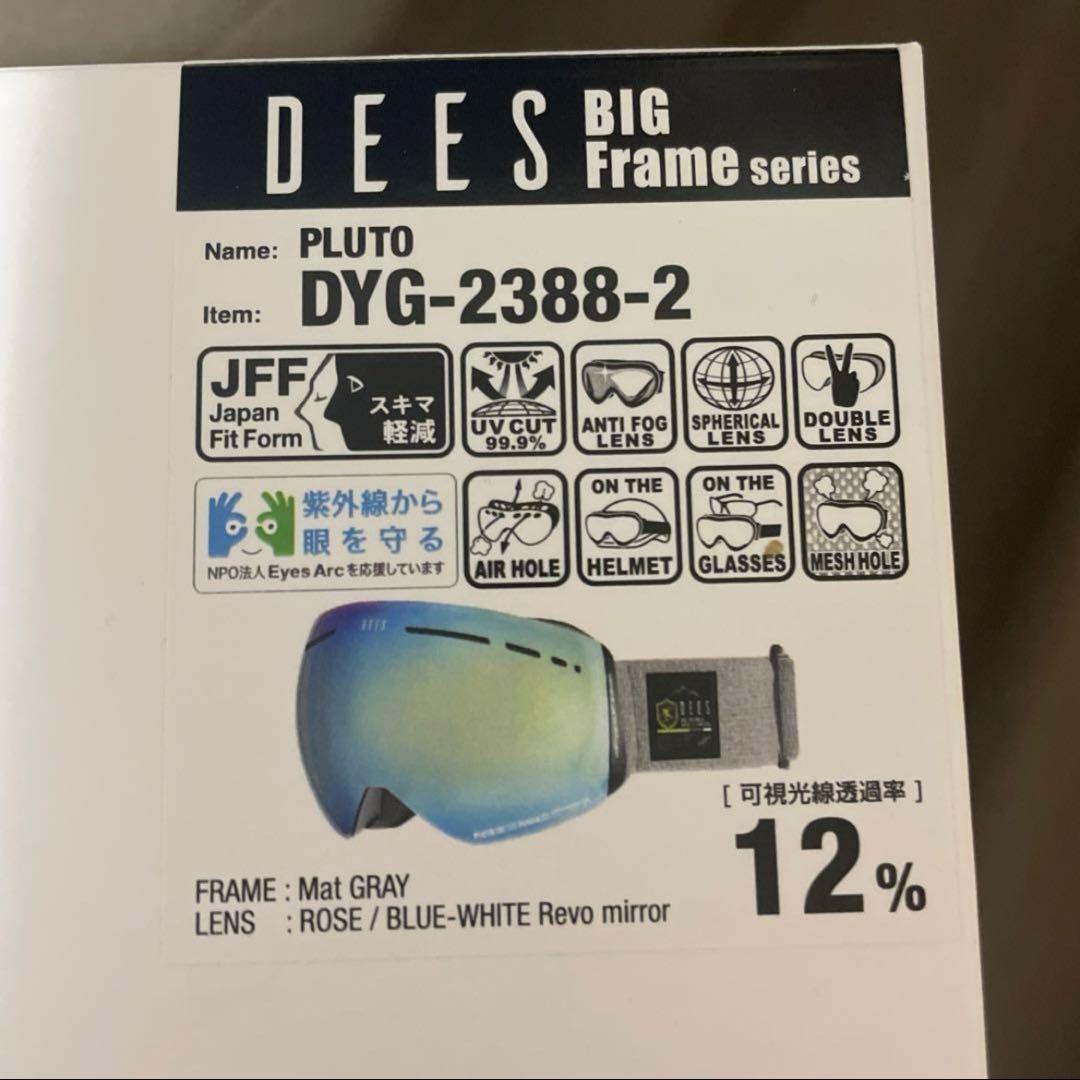 DEES BIG
Frame series
Name: PLUTO
Item: DYG-2388-2
JFF
Japan
Fit Form
スキマ
軽減
UV CUT
99.9%
ANTI FOG
LENS
SPHERICAL
LENS
DOUBLE
LENS
紫外線から
眼を守る
NPO法人 Eyes Arcを応援しています
AIR HOLE
ON THE
HELMET
ON THE
GLASSES
MESH HOLE
DEES
DEES
[ 可視光線透過率 ]
12%
FRAME : Mat GRAY
LENS : ROSE / BLUE-WHITE Revo mirror